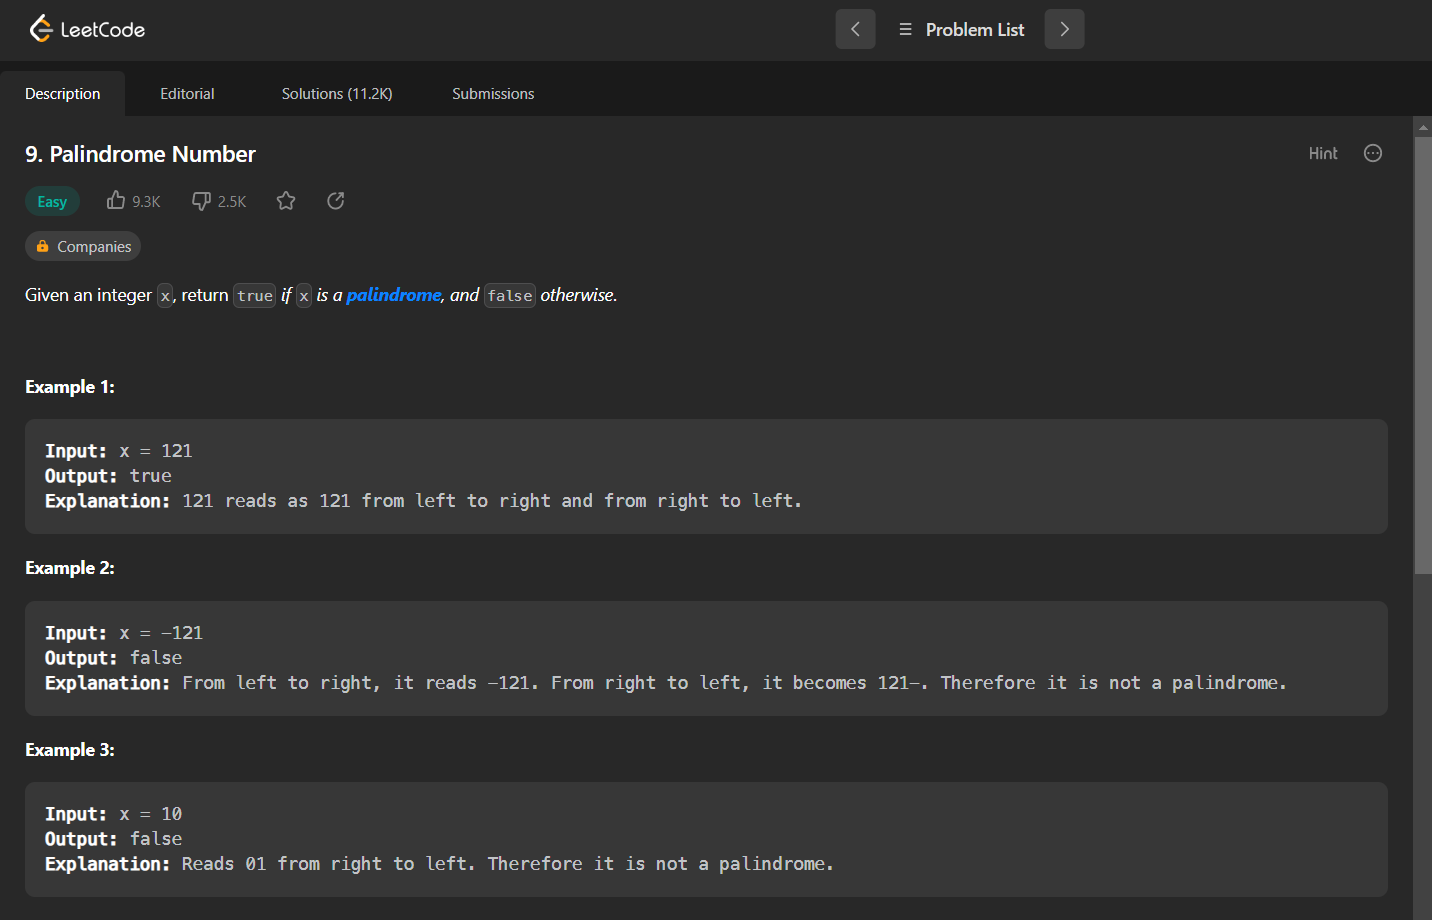 LeetCode
Problem List
Description Editorial Solutions (11.2K) Submissions
9. Palindrome Number
Hint
Easy 9.3K 2.5K
Companies
Given an integer x, return true if x is a palindrome, and false otherwise.
Example 1:
Input: x = 121
Output: true
Explanation: 121 reads as 121 from left to right and from right to left.
Example 2:
Input: x = -121
Output: false
Explanation: From left to right, it reads -121. From right to left, it becomes 121-. Therefore it is not a palindrome.
Example 3:
Input: x = 10
Output: false
Explanation: Reads 01 from right to left. Therefore it is not a palindrome.